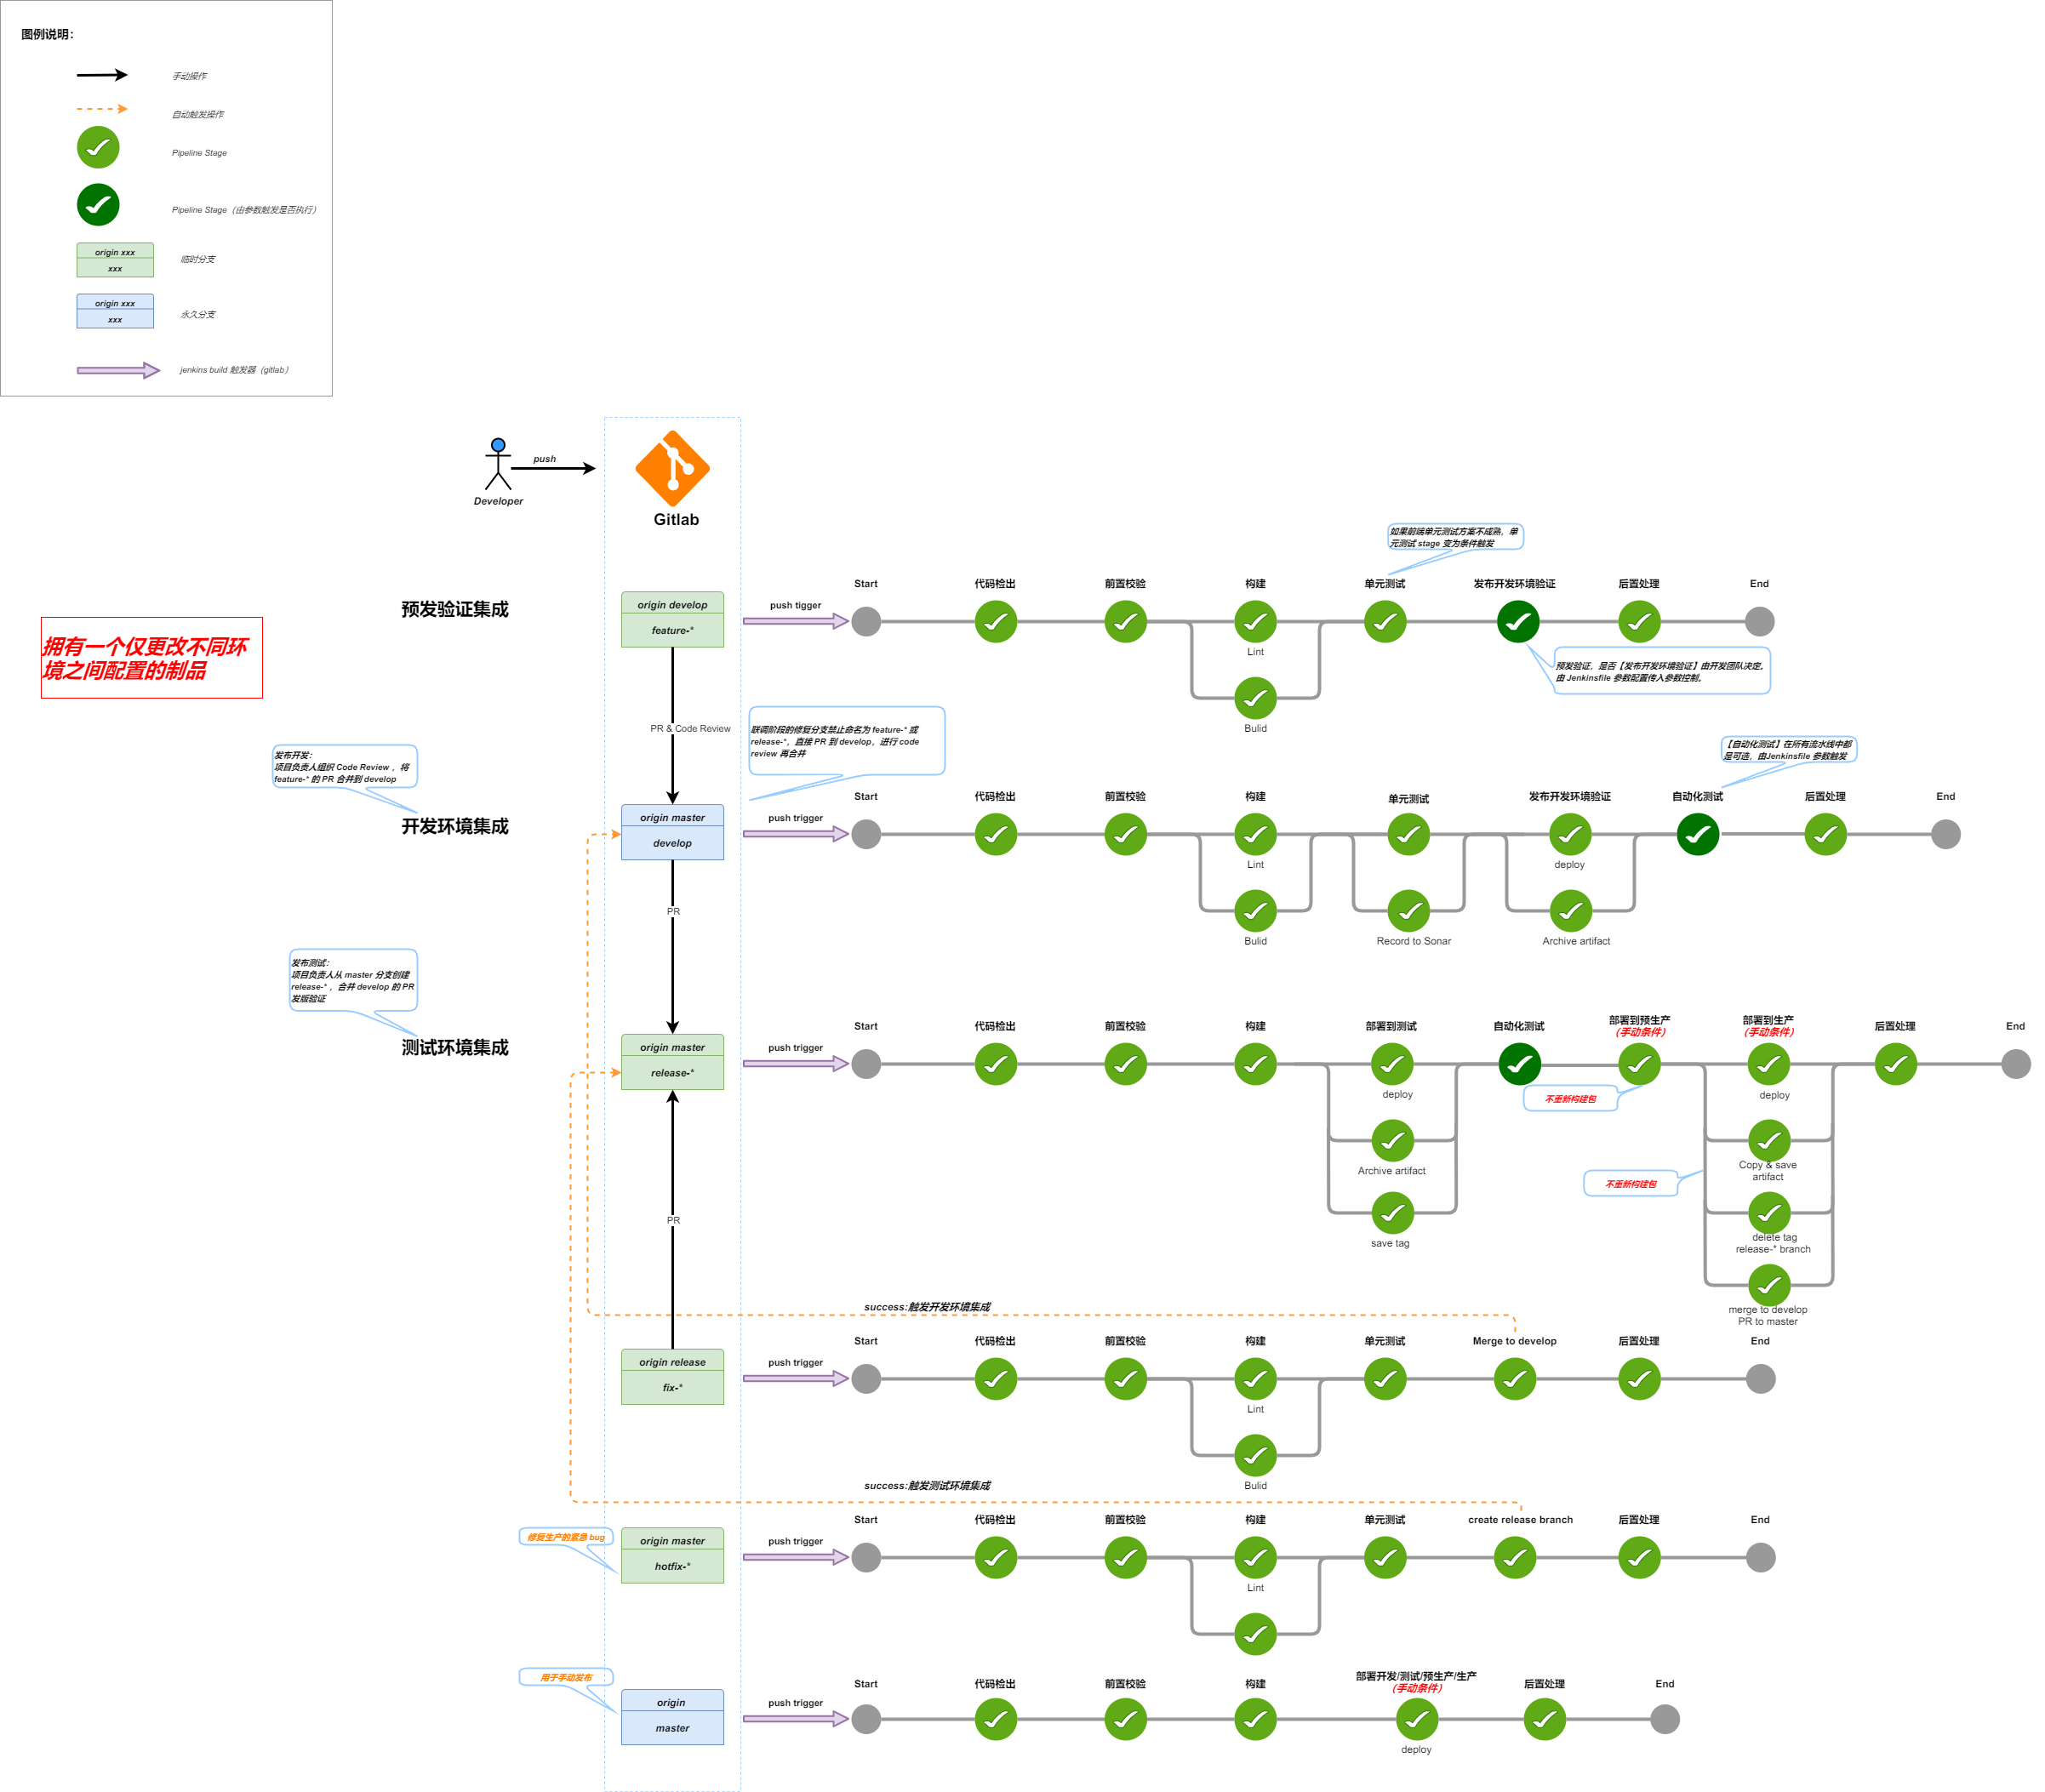 图例说明：
手动操作
自动触发操作
Pipeline Stage
Pipeline Stage（由参数触发是否执行）
origin xxx
xxx
临时分支
origin xxx
xxx
永久分支
jenkins build 触发器（gitlab）
push
Developer
Gitlab
如果前端单元测试方案不成熟，单
元测试 stage 变为条件触发
预发验证集成
origin develop
feature-*
push tigger
Start
代码检出
前置校验
构建
单元测试
发布开发环境验证
后置处理
End
Lint
Bulid
预发验证，是否【发布开发环境验证】由开发团队决定。
由 Jenkinsfile 参数配置传入参数控制。
拥有一个仅更改不同环
境之间配置的制品
PR & Code Review
联调阶段的修复分支禁止命名为 feature-* 或
release-*，直接 PR 到 develop，进行 code
review 再合并
发布开发：
项目负责人组织 Code Review ，将
feature-* 的 PR 合并到 develop
【自动化测试】在所有流水线中都
是可选，由Jenkinsfile 参数触发
开发环境集成
origin master
develop
push trigger
Start
代码检出
前置校验
构建
单元测试
发布开发环境验证
自动化测试
后置处理
End
Lint
deploy
Bulid
Record to Sonar
Archive artifact
PR
发布测试：
项目负责人从 master 分支创建
release-* ，合并 develop 的 PR
发版验证
测试环境集成
origin master
release-*
push trigger
Start
代码检出
前置校验
构建
部署到测试
自动化测试
部署到预生产
（手动条件）
部署到生产
（手动条件）
后置处理
End
deploy
不重新构建包
deploy
Archive artifact
Copy & save
artifact
不重新构建包
save tag
delete tag
release-* branch
merge to develop
PR to master
PR
success:触发开发环境集成
origin release
fix-*
push trigger
Start
代码检出
前置校验
构建
单元测试
Merge to develop
后置处理
End
Lint
Bulid
success:触发测试环境集成
修复生产的紧急 bug
origin master
hotfix-*
push trigger
Start
代码检出
前置校验
构建
单元测试
create release branch
后置处理
End
Lint
用于手动发布
origin
master
push trigger
Start
代码检出
前置校验
构建
部署开发/测试/预生产/生产
（手动条件）
后置处理
End
deploy